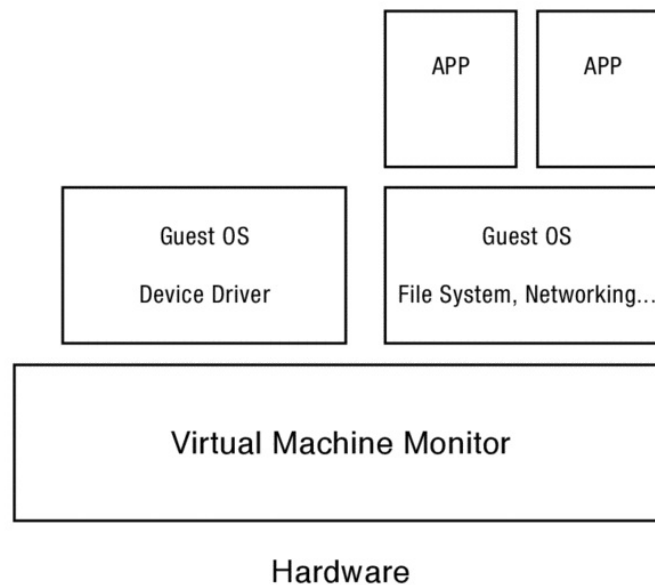 APP
APP
Guest OS
Device Driver
Guest OS
File System, Networking...
Virtual Machine Monitor
Hardware